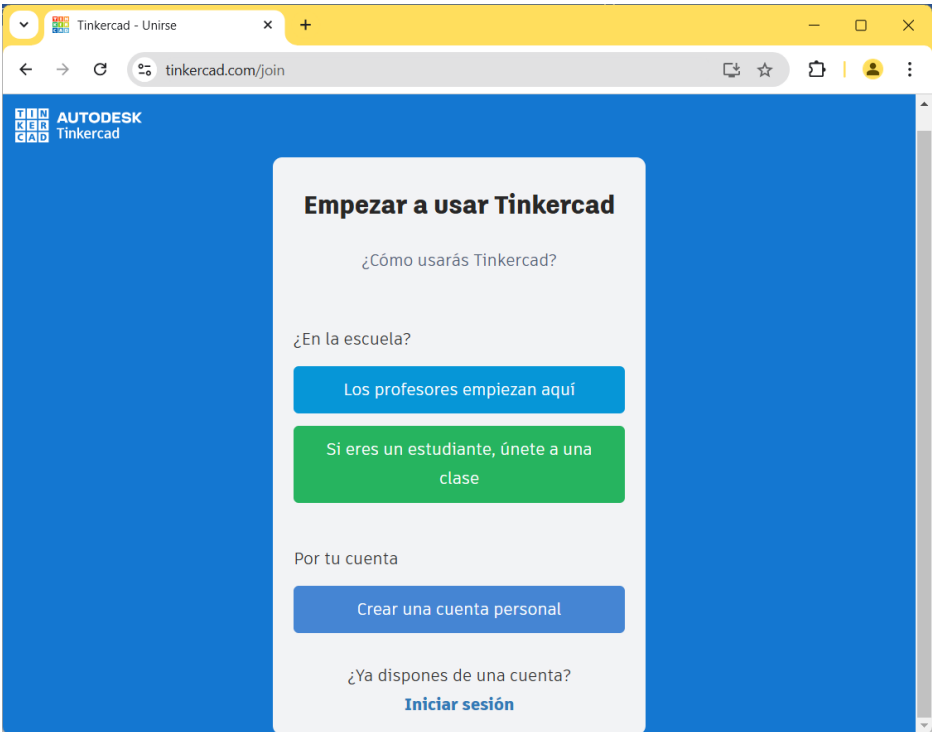 Tinkercad - Unirse
tinkercad.com/join
TIN
KER
CAD
AUTODESK
Tinkercad
Empezar a usar Tinkercad
¿Cómo usarás Tinkercad?
¿En la escuela?
Los profesores empiezan aquí
Si eres un estudiante, únete a una
clase
Por tu cuenta
Crear una cuenta personal
¿Ya dispones de una cuenta?
Iniciar sesión